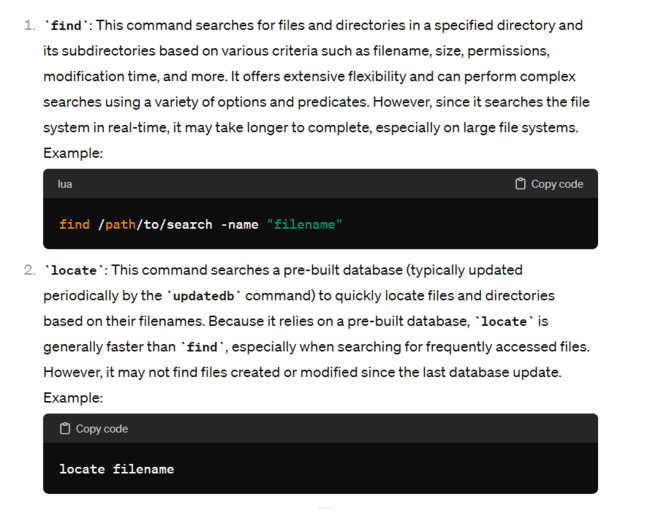 1. `find`: This command searches for files and directories in a specified directory and
its subdirectories based on various criteria such as filename, size, permissions,
modification time, and more. It offers extensive flexibility and can perform complex
searches using a variety of options and predicates. However, since it searches the file
system in real-time, it may take longer to complete, especially on large file systems.
Example:
lua Copy code
find /path/to/search -name "filename"
2. `locate`: This command searches a pre-built database (typically updated
periodically by the `updatedb` command) to quickly locate files and directories
based on their filenames. Because it relies on a pre-built database, `locate` is
generally faster than `find`, especially when searching for frequently accessed files.
However, it may not find files created or modified since the last database update.
Example:
Copy code
locate filename